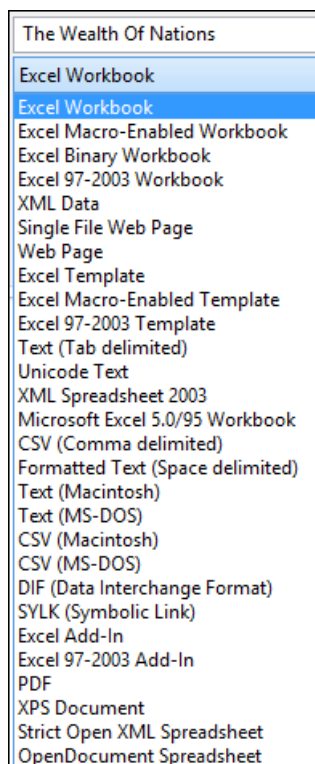 The Wealth Of Nations
Excel Workbook
Excel Workbook
Excel Macro-Enabled Workbook
Excel Binary Workbook
Excel 97-2003 Workbook
XML Data
Single File Web Page
Web Page
Excel Template
Excel Macro-Enabled Template
Excel 97-2003 Template
Text (Tab delimited)
Unicode Text
XML Spreadsheet 2003
Microsoft Excel 5.0/95 Workbook
CSV (Comma delimited)
Formatted Text (Space delimited)
Text (Macintosh)
Text (MS-DOS)
CSV (Macintosh)
CSV (MS-DOS)
DIF (Data Interchange Format)
SYLK (Symbolic Link)
Excel Add-In
Excel 97-2003 Add-In
PDF
XPS Document
Strict Open XML Spreadsheet
OpenDocument Spreadsheet